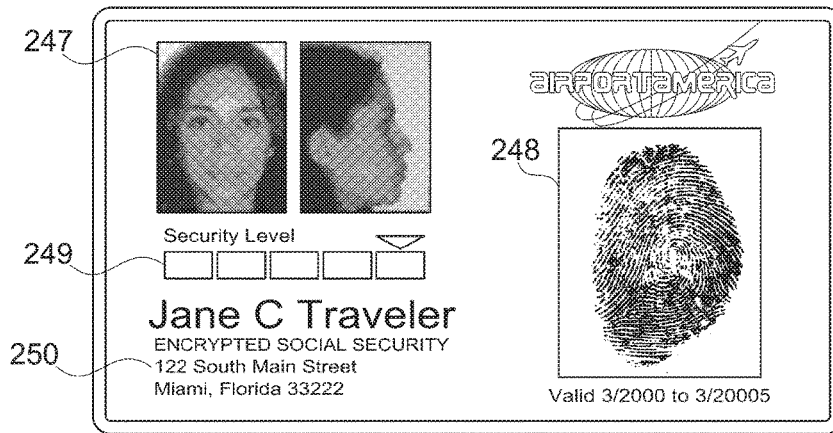 247
AIRPORTAMERICA
248
Security Level
249
Jane C Traveler
ENCRYPTED SOCIAL SECURITY
250
122 South Main Street
Miami, Florida 33222
Valid 3/2000 to 3/20005